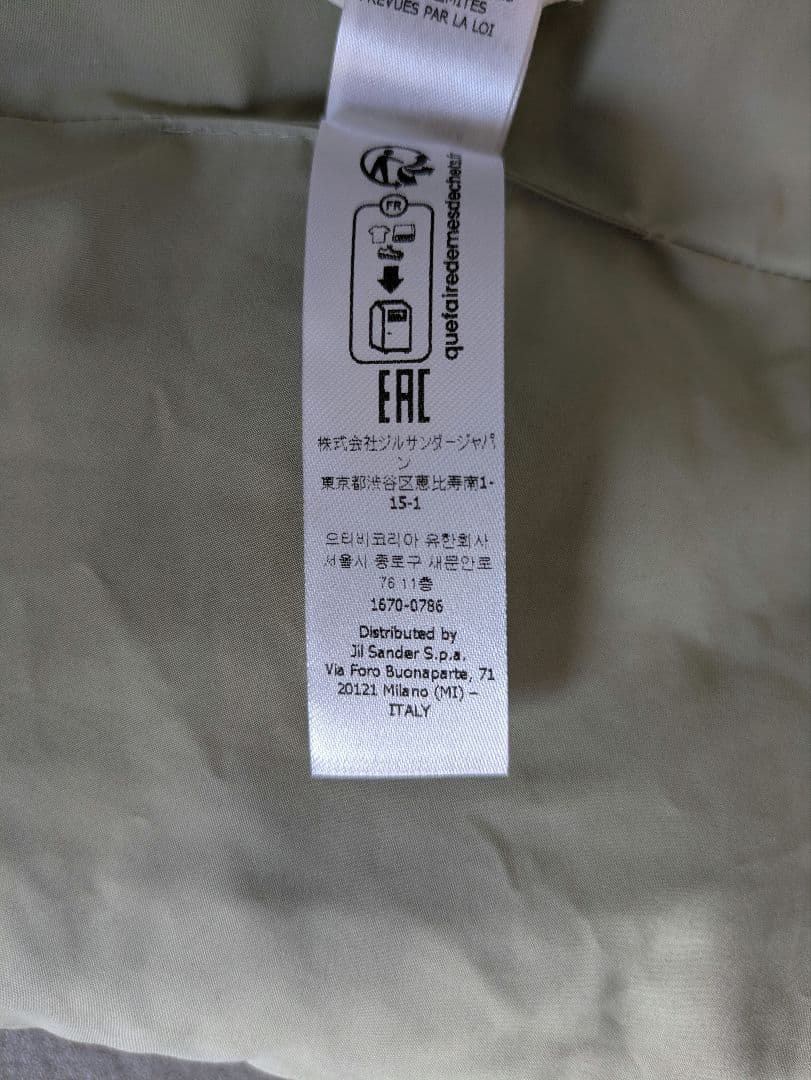 LIMITES
PRÉVUES PAR LA LOI
FR
quefairedemesdechets.fr
EAC
株式会社ジルサンダージャパ
ン
東京都渋谷区恵比寿南1-
15-1
오티비코리아 유한회사
서울시 종로구 새문안로
76 11층
1670-0786
Distributed by
Jil Sander S.p.a.
Via Foro Buonaparte, 71
20121 Milano (MI) –
ITALY